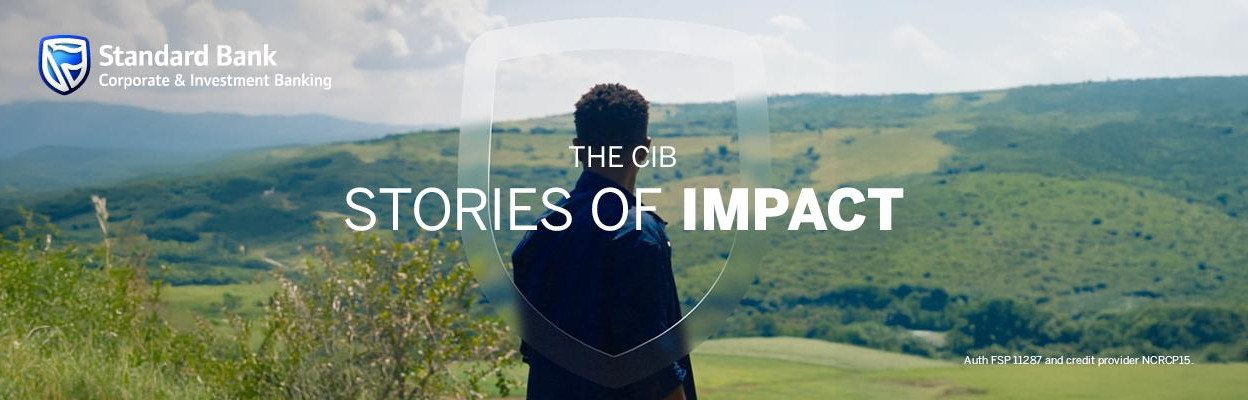 Standard Bank
Corporate & Investment Banking
THE CIB
STORIES OF IMPACT
Auth FSP 11287 and credit provider NCRCP15.